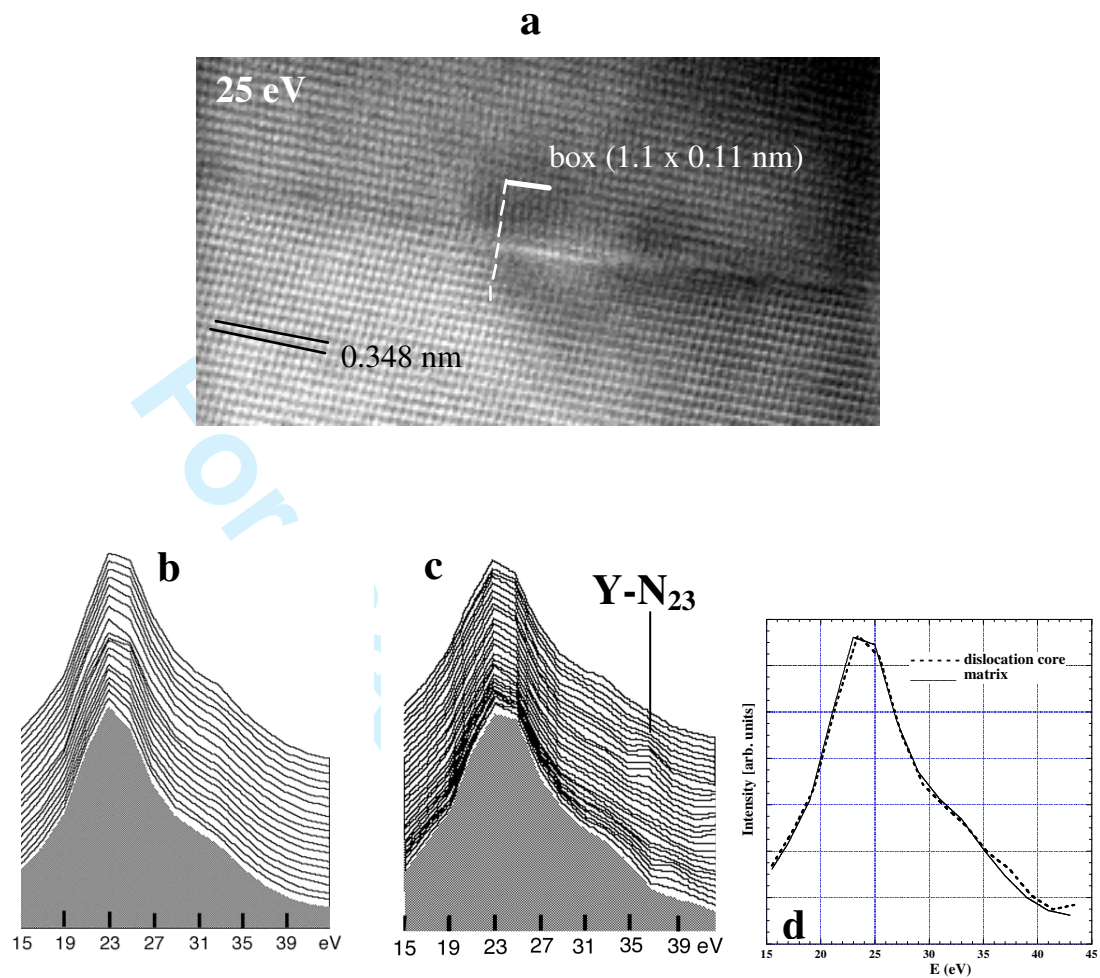 a
25 eV
box (1.1 x 0.11 nm)
0.348 nm
For
b
c
Y-N23
15 19 23 27 31 35 39 eV
15 19 23 27 31 35 39 eV
dislocation core
matrix
Intensity [arb. units]
d
15 20 25 30 35 40 45
E (eV)